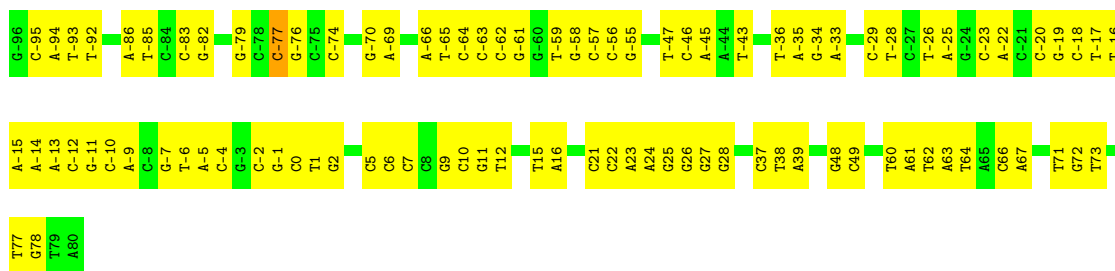 G-96 C-95 A-94 T-93 T-92 A-86 T-85 C-84 C-83 G-82 G-79 C-78 C-77 G-76 C-75 C-74 G-70 A-69 A-66 T-65 C-64 C-63 C-62 G-61 G-60 T-59 G-58 C-57 C-56 G-55 T-47 C-46 A-45 A-44 T-43 T-36 A-35 G-34 A-33 C-29 T-28 C-27 T-26 A-25 G-24 C-23 A-22 C-21 C-20 G-19 C-18 T-17 T-16
A-15 A-14 A-13 C-12 G-11 C-10 A-9 C-8 G-7 T-6 A-5 C-4 G-3 C-2 G-1 C0 T1 G2 C5 C6 C7 C8 G9 C10 G11 T12 T15 A16 C21 C22 A23 A24 G25 G26 G27 G28 C37 T38 A39 G48 C49 T60 A61 T62 A63 T64 A65 C66 A67 T71 G72 T73
T77 G78 T79 A80